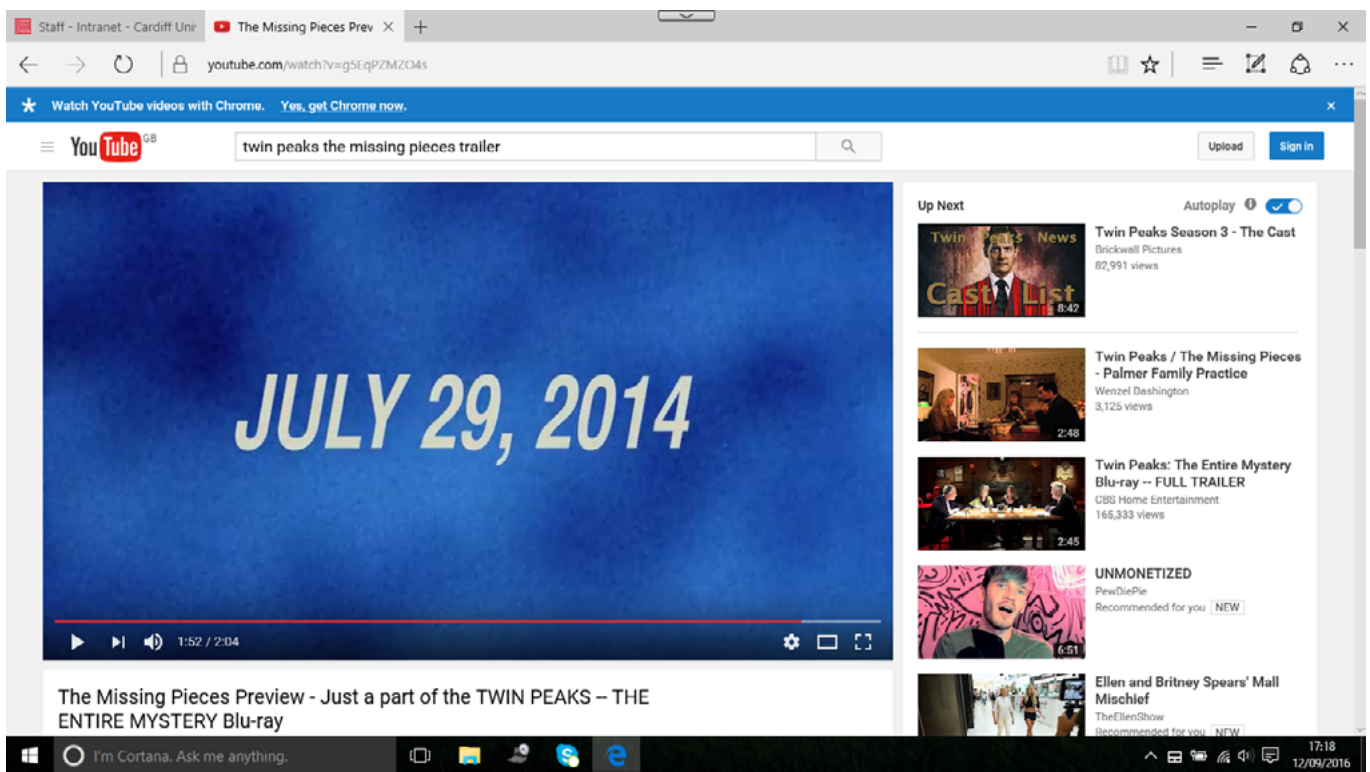 Staff - Intranet - Cardiff Uni
The Missing Pieces Prev
youtube.com/watch?v=g5EqPZMZO4s
Watch YouTube videos with Chrome. Yes, get Chrome now.
YouTube GB
twin peaks the missing pieces trailer
Upload
Sign in
JULY 29, 2014
1:52 / 2:04
The Missing Pieces Preview - Just a part of the TWIN PEAKS -- THE
ENTIRE MYSTERY Blu-ray
Up Next
Autoplay
Twin Peaks News
Cast List
8:42
Twin Peaks Season 3 - The Cast
Brickwall Pictures
82,991 views
2:48
Twin Peaks / The Missing Pieces
- Palmer Family Practice
Wenzel Dashington
3,125 views
2:45
Twin Peaks: The Entire Mystery
Blu-ray -- FULL TRAILER
CBS Home Entertainment
165,333 views
6:51
UNMONETIZED
PewDiePie
Recommended for you NEW
Ellen and Britney Spears' Mall
Mischief
TheEllenShow
Recommended for you NEW
I'm Cortana. Ask me anything.
17:18
12/09/2016